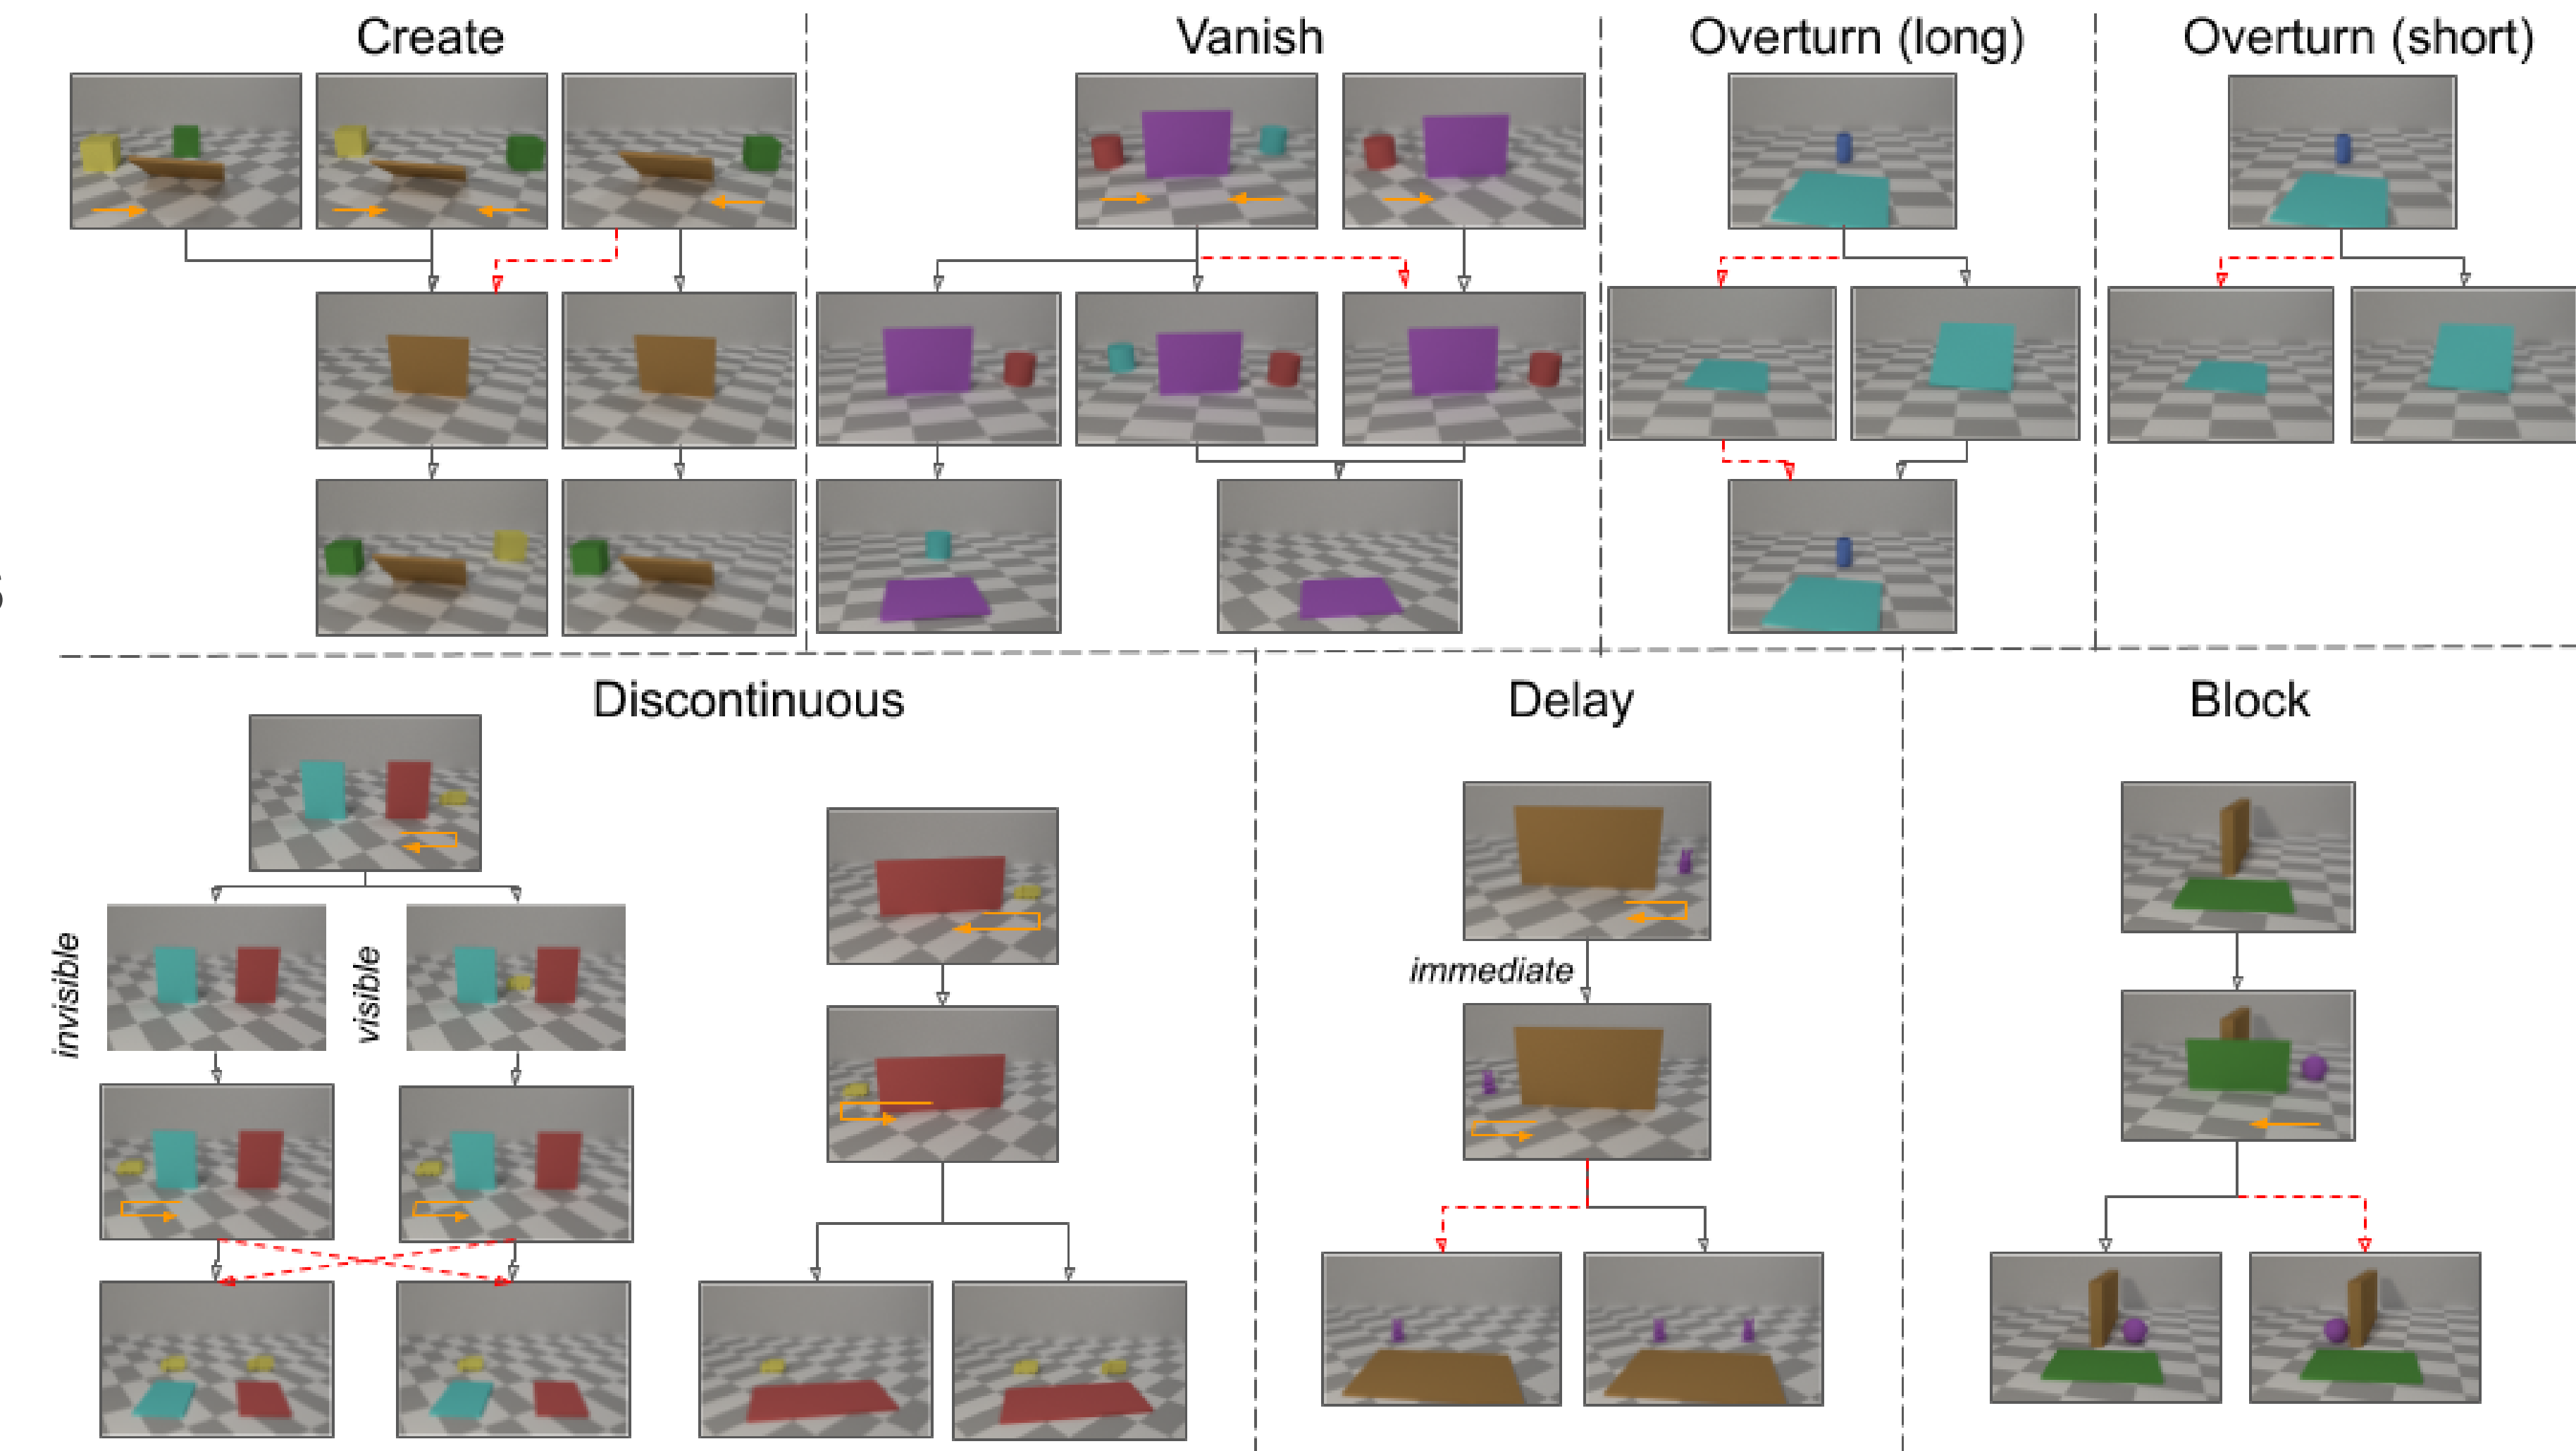 Create
Vanish
Overturn (long)
Overturn (short)
Discontinuous
Delay
Block
invisible
visible
immediate